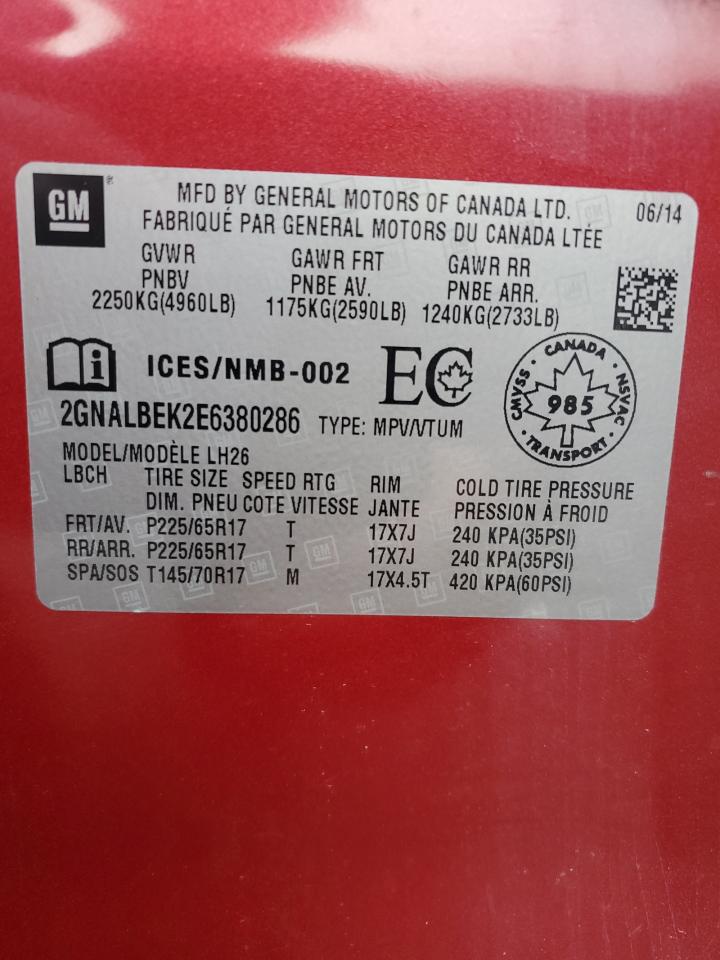 GM
MFD BY GENERAL MOTORS OF CANADA LTD. 06/14
FABRIQUÉ PAR GENERAL MOTORS DU CANADA LTÉE
GVWR GAWR FRT GAWR RR
PNBV PNBE AV. PNBE ARR.
2250KG(4960LB) 1175KG(2590LB) 1240KG(2733LB)
i ICES/NMB-002 EC
CANADA
CMVSS 985 NSVAC
TRANSPORT
2GNALBEK2E6380286 TYPE: MPV/VTUM
MODEL/MODÈLE LH26
LBCH TIRE SIZE SPEED RTG RIM COLD TIRE PRESSURE
DIM. PNEU COTE VITESSE JANTE PRESSION À FROID
FRT/AV. P225/65R17 T 17X7J 240 KPA(35PSI)
RR/ARR. P225/65R17 T 17X7J 240 KPA(35PSI)
SPA/SOS T145/70R17 M 17X4.5T 420 KPA(60PSI)